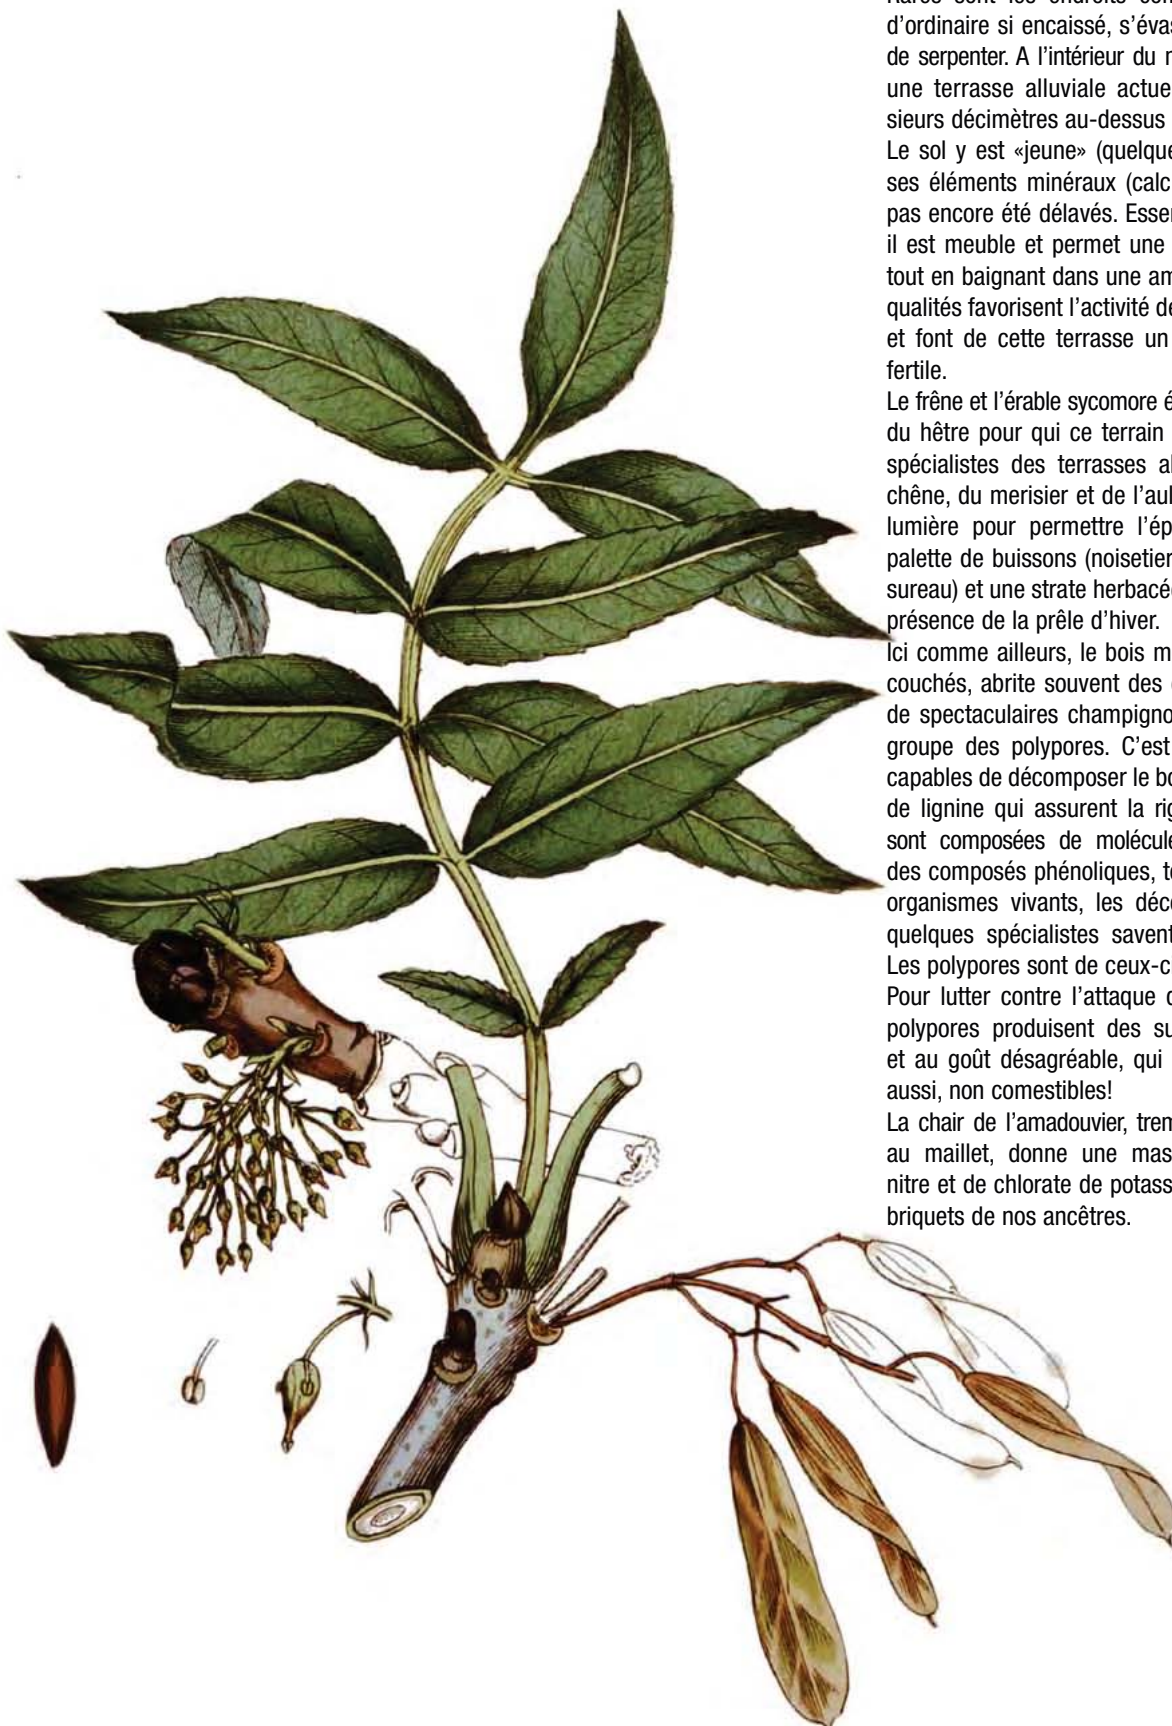 d'ordinaire si encaissé, s'évas
de serpenter. A l'intérieur du
une terrasse alluviale actue
sieurs décimètres au-dessus
Le sol y est «jeune» (quelque
ses éléments minéraux (calc
pas encore été délavés. Esse
il est meuble et permet une
tout en baignant dans une am
qualités favorisent l'activité de
et font de cette terrasse un
fertile.
Le frêne et l'érable sycomore é
du hêtre pour qui ce terrain
spécialistes des terrasses al
chêne, du merisier et de l'aul
lumière pour permettre l'ép
palette de buissons (noisetier
sureau) et une strate herbacé
présence de la prêle d'hiver.
Ici comme ailleurs, le bois m
couchés, abrite souvent des
de spectaculaires champigno
groupe des polypores. C'est
capables de décomposer le bo
de lignine qui assurent la rig
sont composées de molécule
des composés phénoliques, to
organismes vivants, les déco
quelques spécialistes savent
Les polypores sont de ceux-c
Pour lutter contre l'attaque d
polypores produisent des su
et au goût désagréable, qui
aussi, non comestibles!
La chair de l'amadouvier, trem
au maillet, donne une mas
nitre et de chlorate de potass
briquets de nos ancêtres.